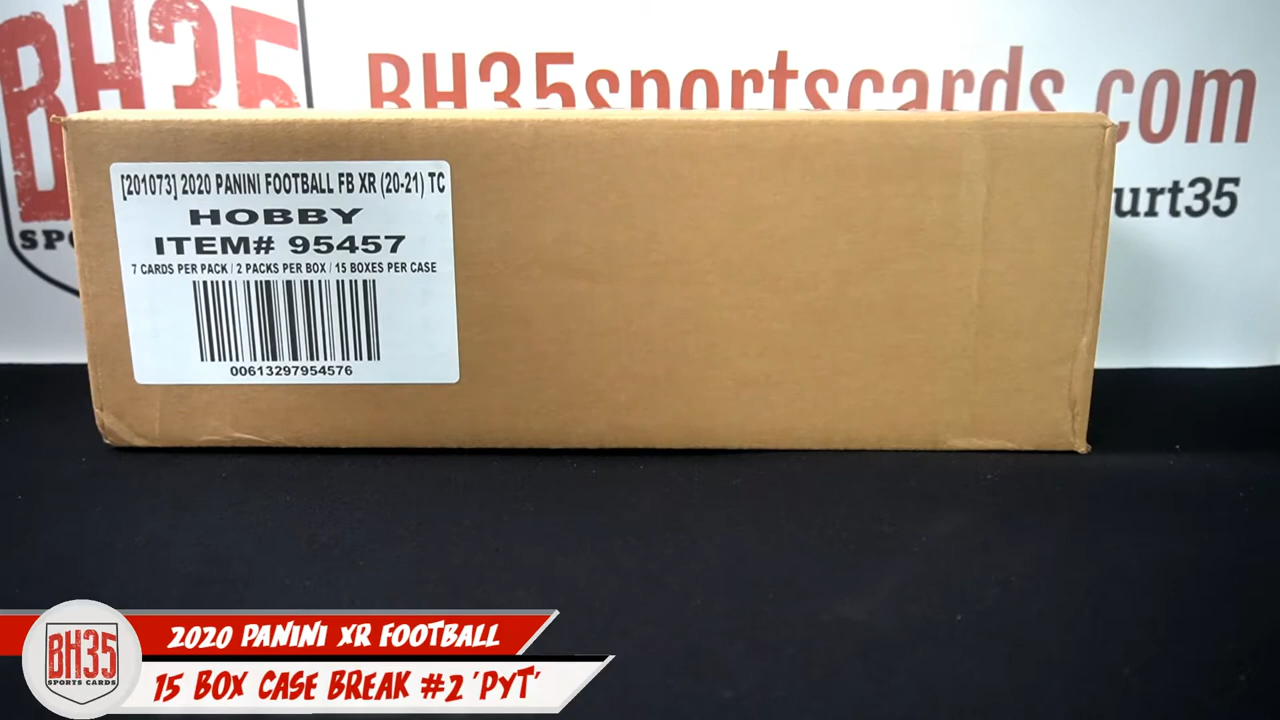 BH35
SP
BH35sportscards.com
urt35
[201073] 2020 PANINI FOOTBALL FB XR (20-21) TC
HOBBY
ITEM# 95457
7 CARDS PER PACK / 2 PACKS PER BOX / 15 BOXES PER CASE
00613297954576
BH35
SPORTS CARDS
2020 PANINI XR FOOTBALL
15 BOX CASE BREAK #2 'PYT'